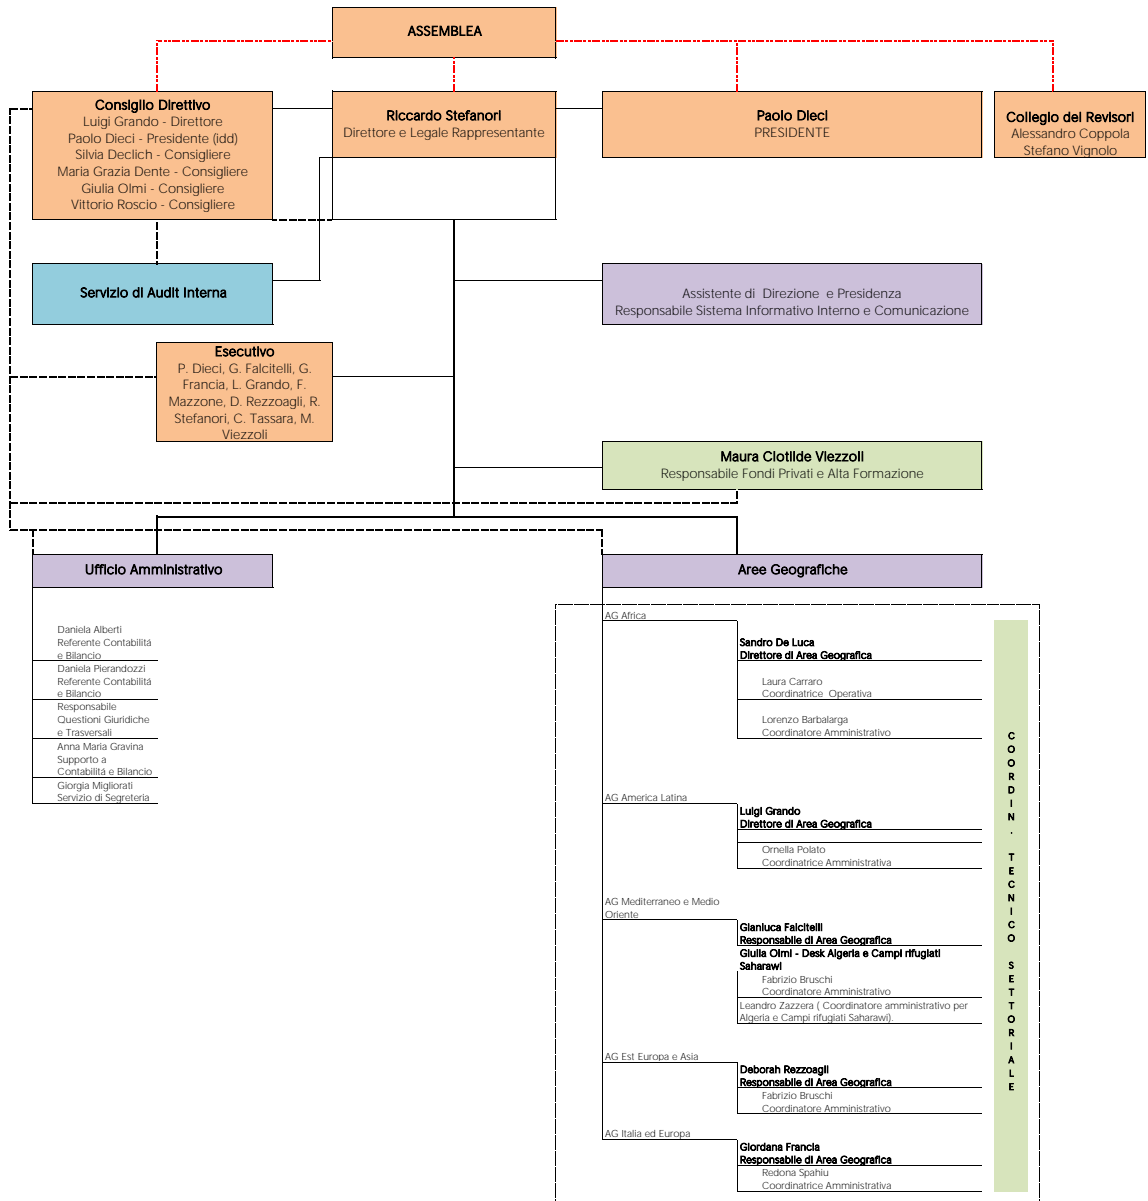 ASSEMBLEA
Consiglio Direttivo
Luigi Grando - Direttore
Paolo Dieci - Presidente (idd)
Silvia Declich - Consigliere
Maria Grazia Dente - Consigliere
Giulia Olmi - Consigliere
Vittorio Roscio - Consigliere
Riccardo Stefanori
Direttore e Legale Rappresentante
Paolo Dieci
PRESIDENTE
Collegio dei Revisori
Alessandro Coppola
Stefano Vignolo
Servizio di Audit Interna
Assistente di Direzione e Presidenza
Responsabile Sistema Informativo Interno e Comunicazione
Esecutivo
P. Dieci, G. Falcitelli, G.
Francia, L. Grando, F.
Mazzone, D. Rezzoagli, R.
Stefanori, C. Tassara, M.
Viezzoli
Maura Clotilde Viezzoli
Responsabile Fondi Privati e Alta Formazione
Ufficio Amministrativo
Daniela Alberti
Referente Contabilitá
e Bilancio
Daniela Pierandozzi
Referente Contabilitá
e Bilancio
Responsabile
Questioni Giuridiche
e Trasversali
Anna Maria Gravina
Supporto a
Contabilitá e Bilancio
Giorgia Migliorati
Servizio di Segreteria
Aree Geografiche
AG Africa
Sandro De Luca
Direttore di Area Geografica
Laura Carraro
Coordinatrice Operativa
Lorenzo Barbalarga
Coordinatore Amministrativo
AG America Latina
Luigi Grando
Direttore di Area Geografica
Ornella Polato
Coordinatrice Amministrativa
AG Mediterraneo e Medio
Oriente
Gianluca Falcitelli
Responsabile di Area Geografica
Giulia Olmi - Desk Algeria e Campi rifugiati
Saharawi
Fabrizio Bruschi
Coordinatore Amministrativo
Leandro Zazzera ( Coordinatore amministrativo per
Algeria e Campi rifugiati Saharawi).
AG Est Europa e Asia
Deborah Rezzoagli
Responsabile di Area Geografica
Fabrizio Bruschi
Coordinatore Amministrativo
AG Italia ed Europa
Giordana Francia
Responsabile di Area Geografica
Redona Spahiu
Coordinatrice Amministrativa
COORDIN. TECNICO SETTORIALE